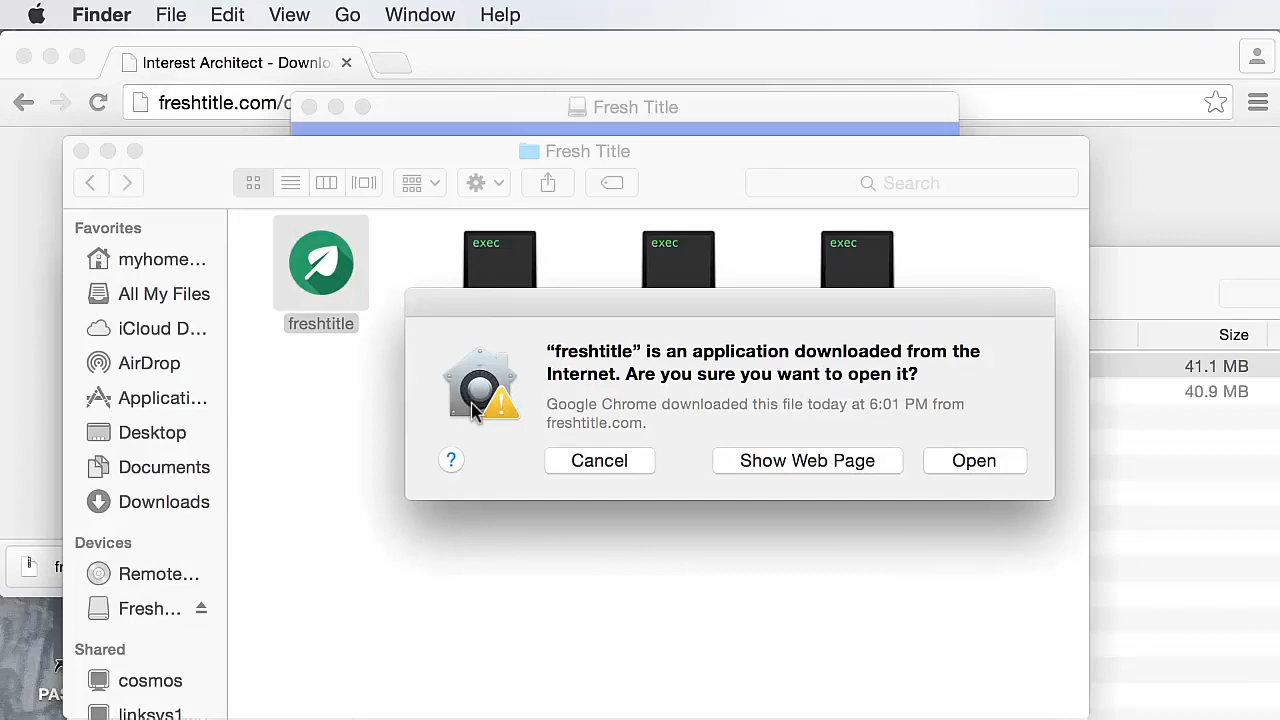 Finder File Edit View Go Window Help
Interest Architect - Downlo
freshtitle.com/
Fresh Title
Fresh Title
Search
Favorites
myhome…
All My Files
iCloud D…
AirDrop
Applicati…
Desktop
Documents
Downloads
Devices
Remote…
Fresh…
Shared
cosmos
linksys1
exec
exec
exec
freshtitle
“freshtitle” is an application downloaded from the
Internet. Are you sure you want to open it?
Google Chrome downloaded this file today at 6:01 PM from
freshtitle.com.
?
Cancel
Show Web Page
Open
Size
41.1 MB
40.9 MB
fr
PAS